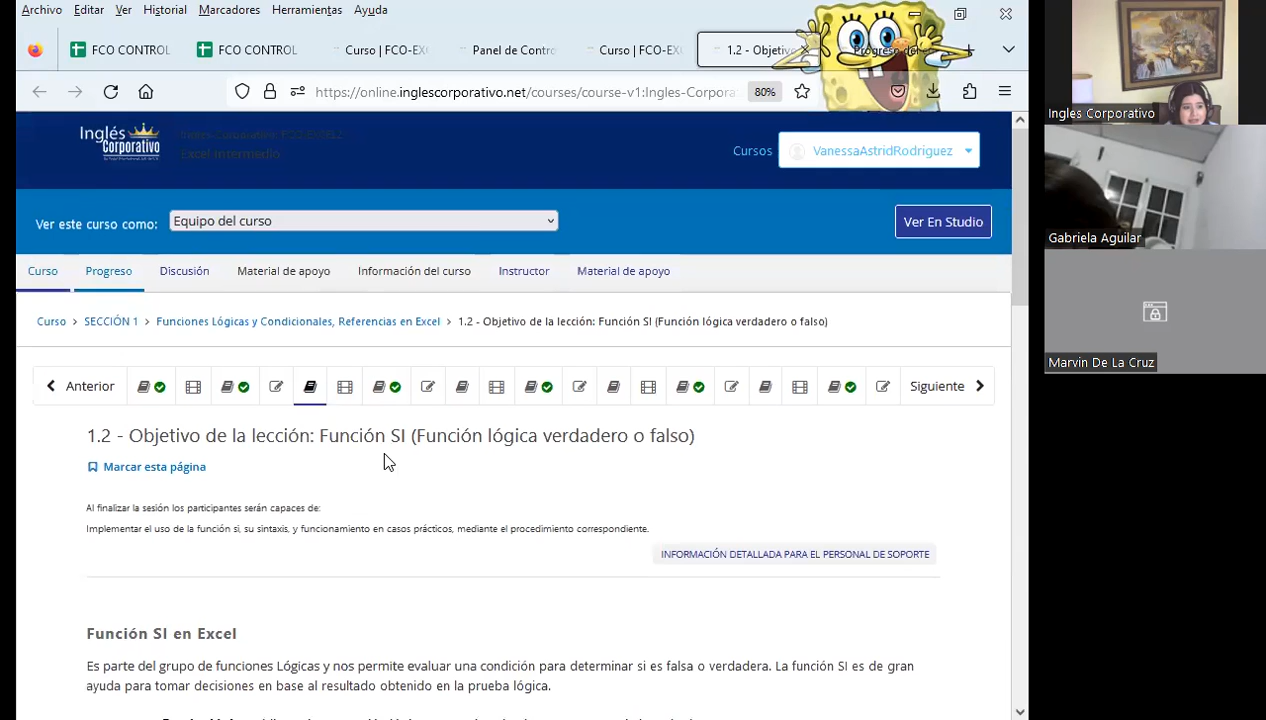 Archivo Editar Ver Historial Marcadores Herramientas Ayuda
FCO CONTROL FCO CONTROL Curso | FCO-EX Panel de Contro Curso | FCO-EX 1.2 - Objetivo Progreso del es
https://online.inglescorporativo.net/courses/course-v1:Ingles-Corpora 80%
Inglés
Corporativo
Excel Intermedio
Cursos VanessaAstridRodriguez
Ver este curso como: Equipo del curso Ver En Studio
Curso Progreso Discusión Material de apoyo Información del curso Instructor Material de apoyo
Curso > SECCIÓN 1 > Funciones Lógicas y Condicionales, Referencias en Excel > 1.2 - Objetivo de la lección: Función SI (Función lógica verdadero o falso)
Anterior Siguiente
1.2 - Objetivo de la lección: Función SI (Función lógica verdadero o falso)
Marcar esta página
Al finalizar la sesión los participantes serán capaces de:
Implementar el uso de la función si, su sintaxis, y funcionamiento en casos prácticos, mediante el procedimiento correspondiente.
INFORMACIÓN DETALLADA PARA EL PERSONAL DE SOPORTE
Función SI en Excel
Es parte del grupo de funciones Lógicas y nos permite evaluar una condición para determinar si es falsa o verdadera. La función SI es de gran
ayuda para tomar decisiones en base al resultado obtenido en la prueba lógica.
Ingles Corporativo
Gabriela Aguilar
Marvin De La Cruz